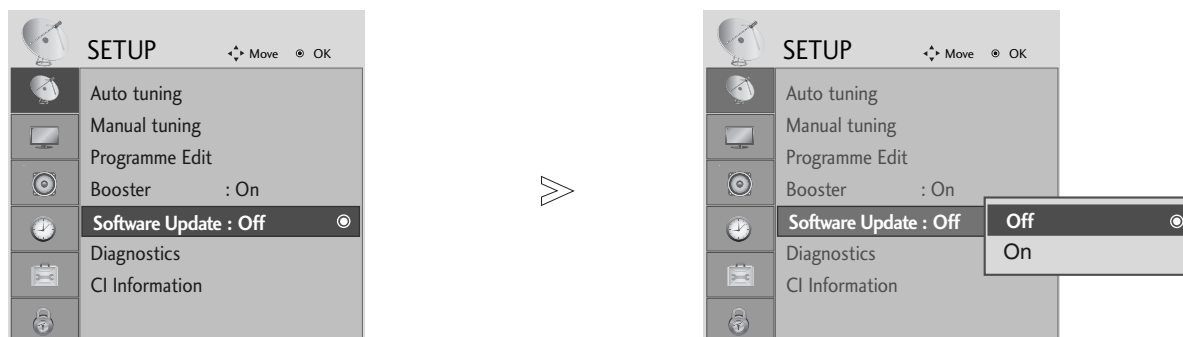 SETUP Move OK
Auto tuning
Manual tuning
Programme Edit
Booster : On
Software Update : Off
Diagnostics
CI Information
SETUP Move OK
Auto tuning
Manual tuning
Programme Edit
Booster : On
Software Update : Off
Diagnostics
CI Information
Off
On